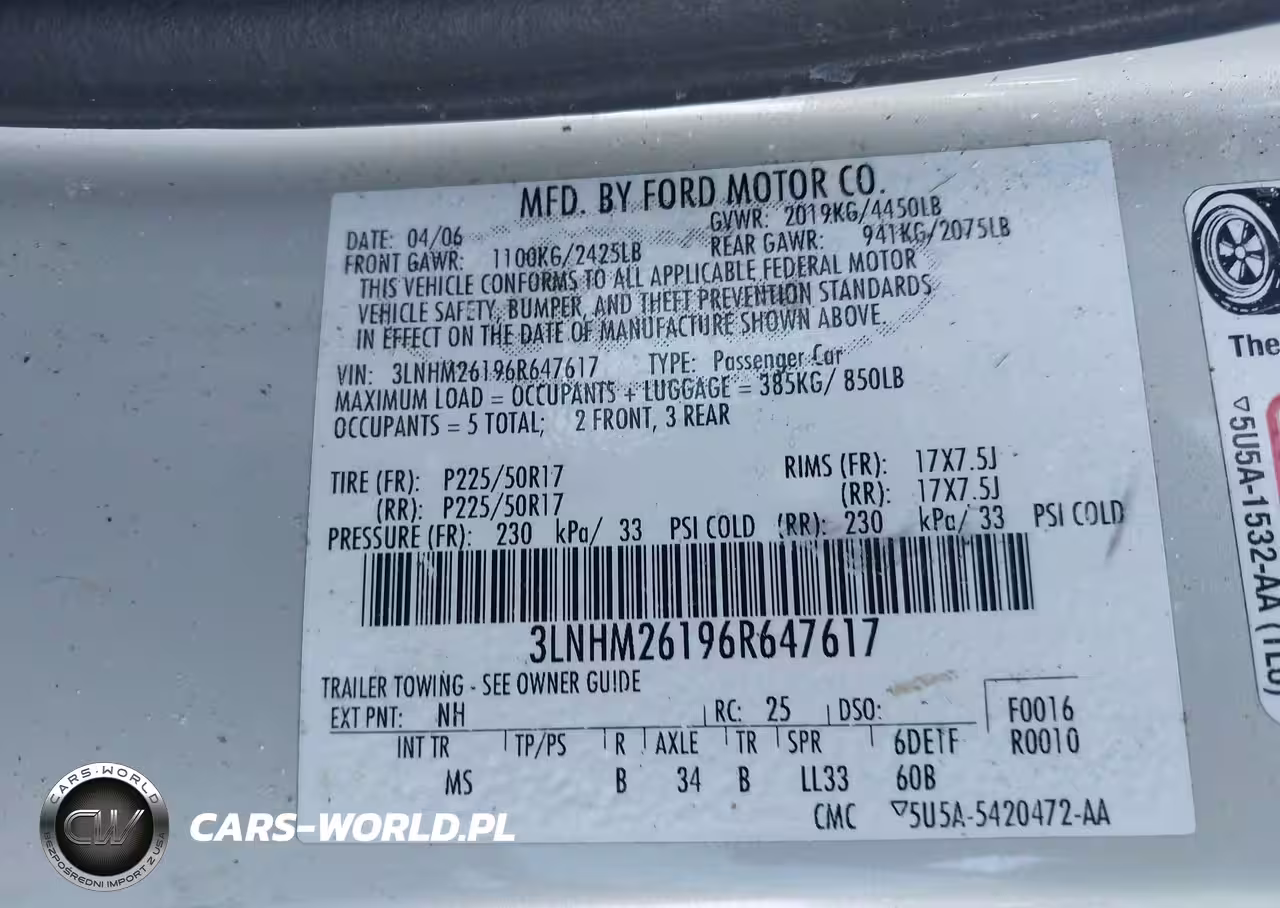 MFD. BY FORD MOTOR CO.
DATE: 04/06 GVWR: 2019KG/4450LB
FRONT GAWR: 1100KG/2425LB REAR GAWR: 941KG/2075LB
THIS VEHICLE CONFORMS TO ALL APPLICABLE FEDERAL MOTOR
VEHICLE SAFETY, BUMPER, AND THEFT PREVENTION STANDARDS
IN EFFECT ON THE DATE OF MANUFACTURE SHOWN ABOVE
VIN: 3LNHM26196R647617 TYPE: Passenger Car
MAXIMUM LOAD = OCCUPANTS + LUGGAGE = 385KG/ 850LB
OCCUPANTS = 5 TOTAL; 2 FRONT, 3 REAR
TIRE (FR): P225/50R17 RIMS (FR): 17X7.5J
(RR): P225/50R17 (RR): 17X7.5J
PRESSURE (FR): 230 kPa/ 33 PSI COLD (RR): 230 kPa/ 33 PSI COLD
3LNHM26196R647617
TRAILER TOWING - SEE OWNER GUIDE
EXT PNT: NH RC: 25 DSO: F0016
INT TR TP/PS R AXLE TR SPR 6DETF R0010
MS B 34 B LL33 60B
CMC ▽5U5A-5420472-AA
The
▽5U5A-1532-AA
CARS-WORLD
CW
BEZPOŚREDNI IMPORT Z USA
CARS-WORLD.PL